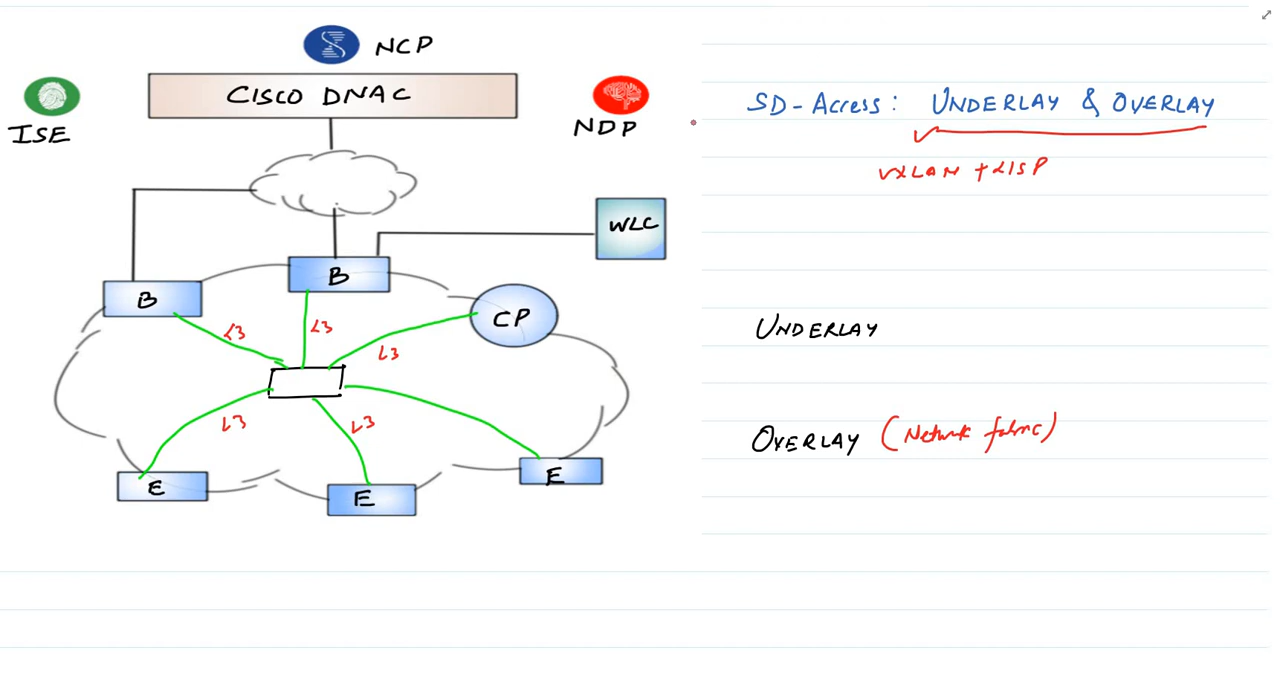 NCP
CISCO DNAC
ISE
NDP
SD-Access: UNDERLAY & OVERLAY
VXLAN + LISP
WLC
B
B
CP
L3
L3
L3
UNDERLAY
L3
L3
OVERLAY (Network fabric)
E
E
E